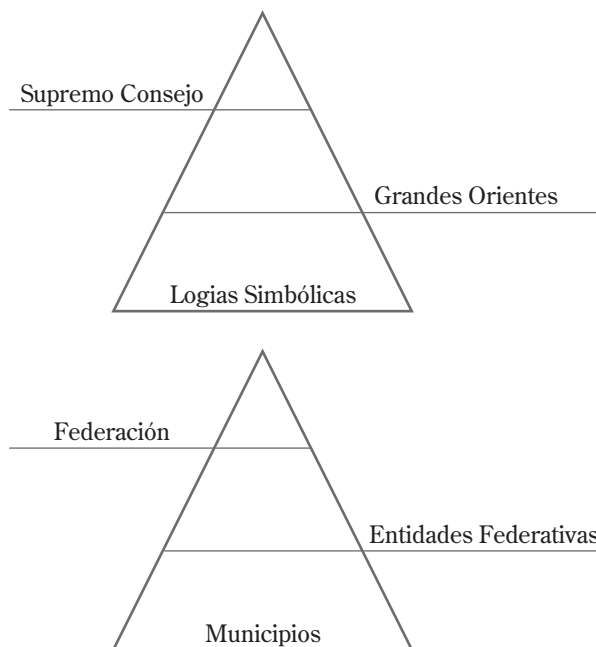 Supremo Consejo
Grandes Orientes
Logias Simbólicas
Federación
Entidades Federativas
Municipios